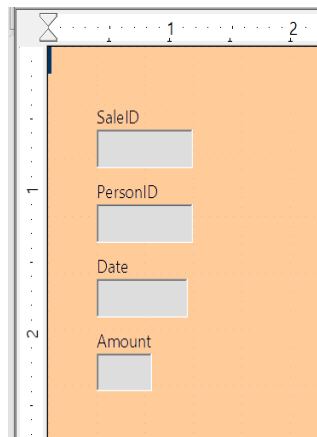 1 2
SaleID
1
PersonID
Date
2
Amount